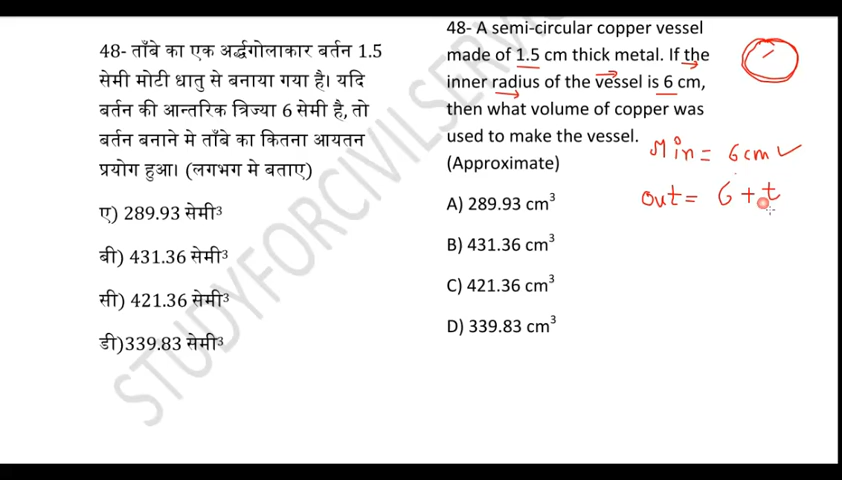 48- ताँबे का एक अर्द्धगोलाकार बर्तन 1.5
सेमी मोटी धातु से बनाया गया है। यदि
बर्तन की आन्तरिक त्रिज्या 6 सेमी है, तो
बर्तन बनाने मे ताँबे का कितना आयतन
प्रयोग हुआ। (लगभग मे बताए)
ए) 289.93 सेमी³
बी) 431.36 सेमी³
सी) 421.36 सेमी³
डी)339.83 सेमी³
48- A semi-circular copper vessel
made of 1.5 cm thick metal. If the
inner radius of the vessel is 6 cm,
then what volume of copper was
used to make the vessel.
(Approximate)
A) 289.93 cm³
B) 431.36 cm³
C) 421.36 cm³
D) 339.83 cm³
in = 6cm ✓
out = 6 + t
STUDYFORCIVILSERVICES